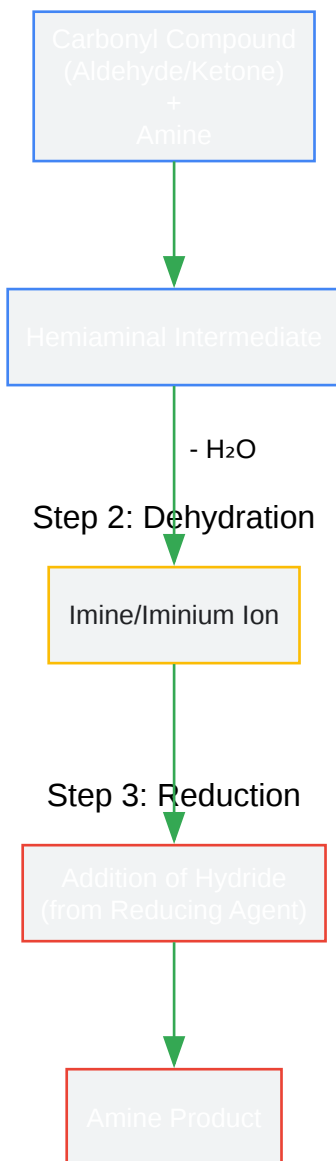 Carbonyl Compound
(Aldehyde/Ketone)
+
Amine
Hemiaminal Intermediate
- H₂O
Step 2: Dehydration
Imine/Iminium Ion
Step 3: Reduction
Addition of Hydride
(from Reducing Agent)
Amine Product